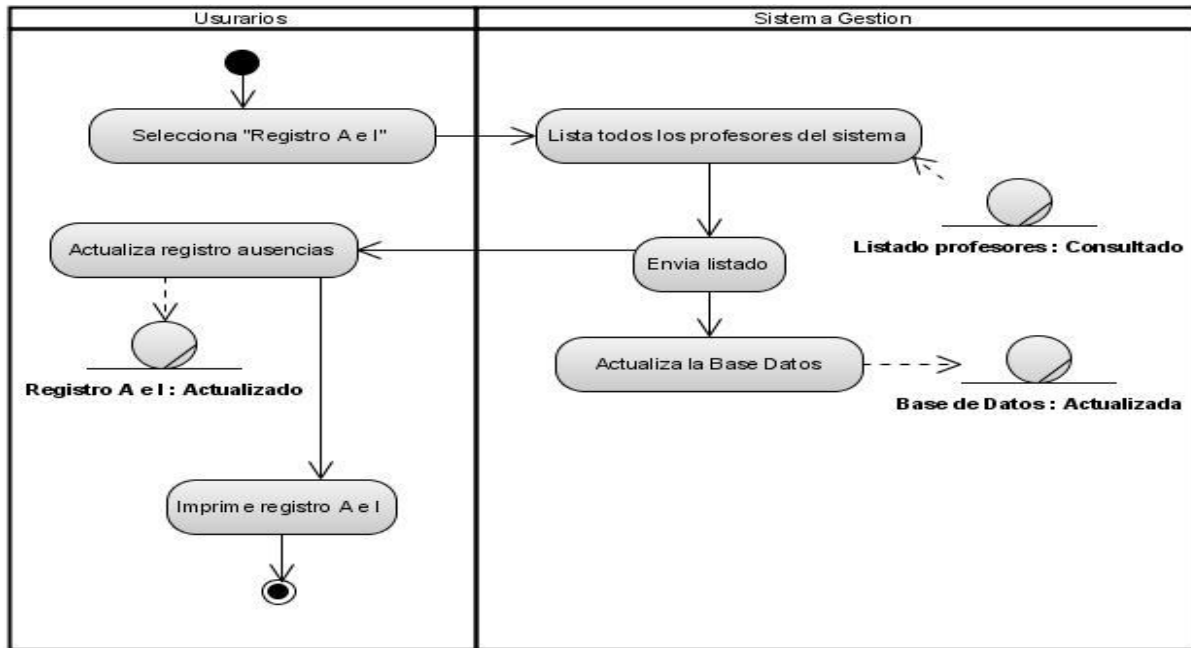 Usurarios
Sistema Gestion
Selecciona "Registro A e I"
Lista todos los profesores del sistema
Listado profesores : Consultado
Actualiza registro ausencias
Envia listado
Registro A e I : Actualizado
Actualiza la Base Datos
Base de Datos : Actualizada
Imprime registro A e I